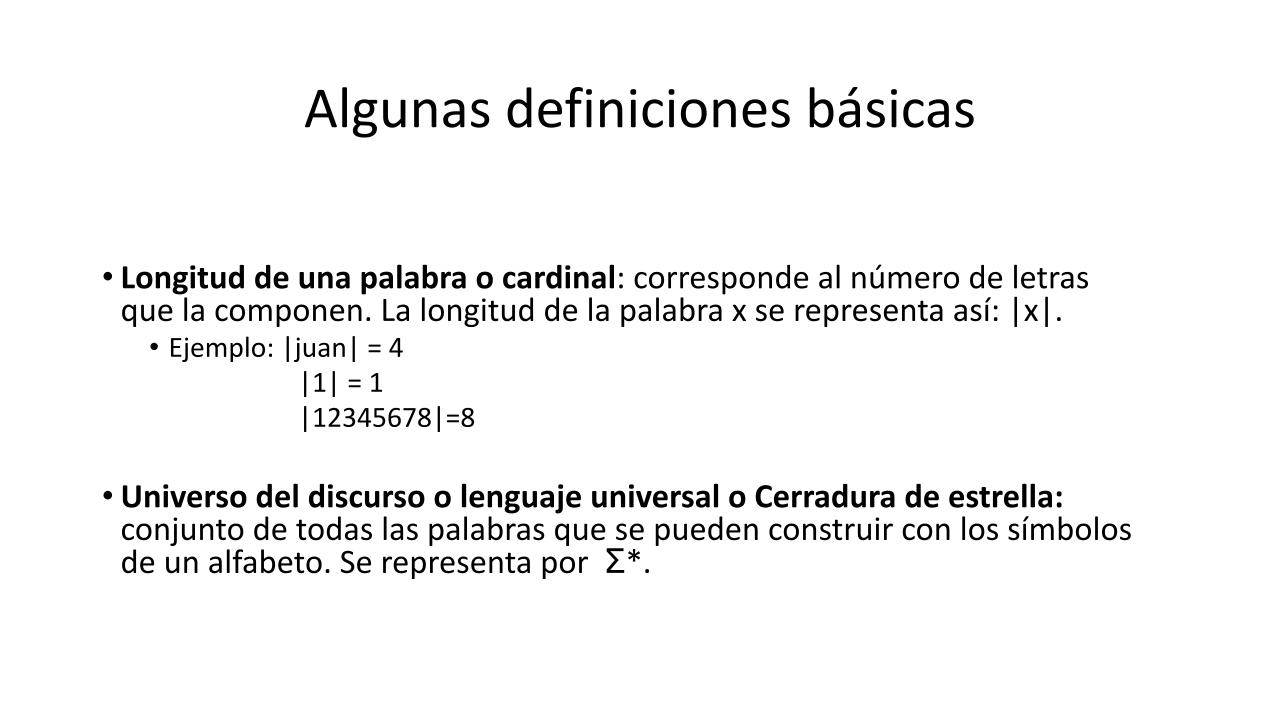 Algunas definiciones básicas
• Longitud de una palabra o cardinal: corresponde al número de letras
que la componen. La longitud de la palabra x se representa así: |x|.
• Ejemplo: |juan| = 4
|1| = 1
|12345678|=8
• Universo del discurso o lenguaje universal o Cerradura de estrella:
conjunto de todas las palabras que se pueden construir con los símbolos
de un alfabeto. Se representa por Σ*.